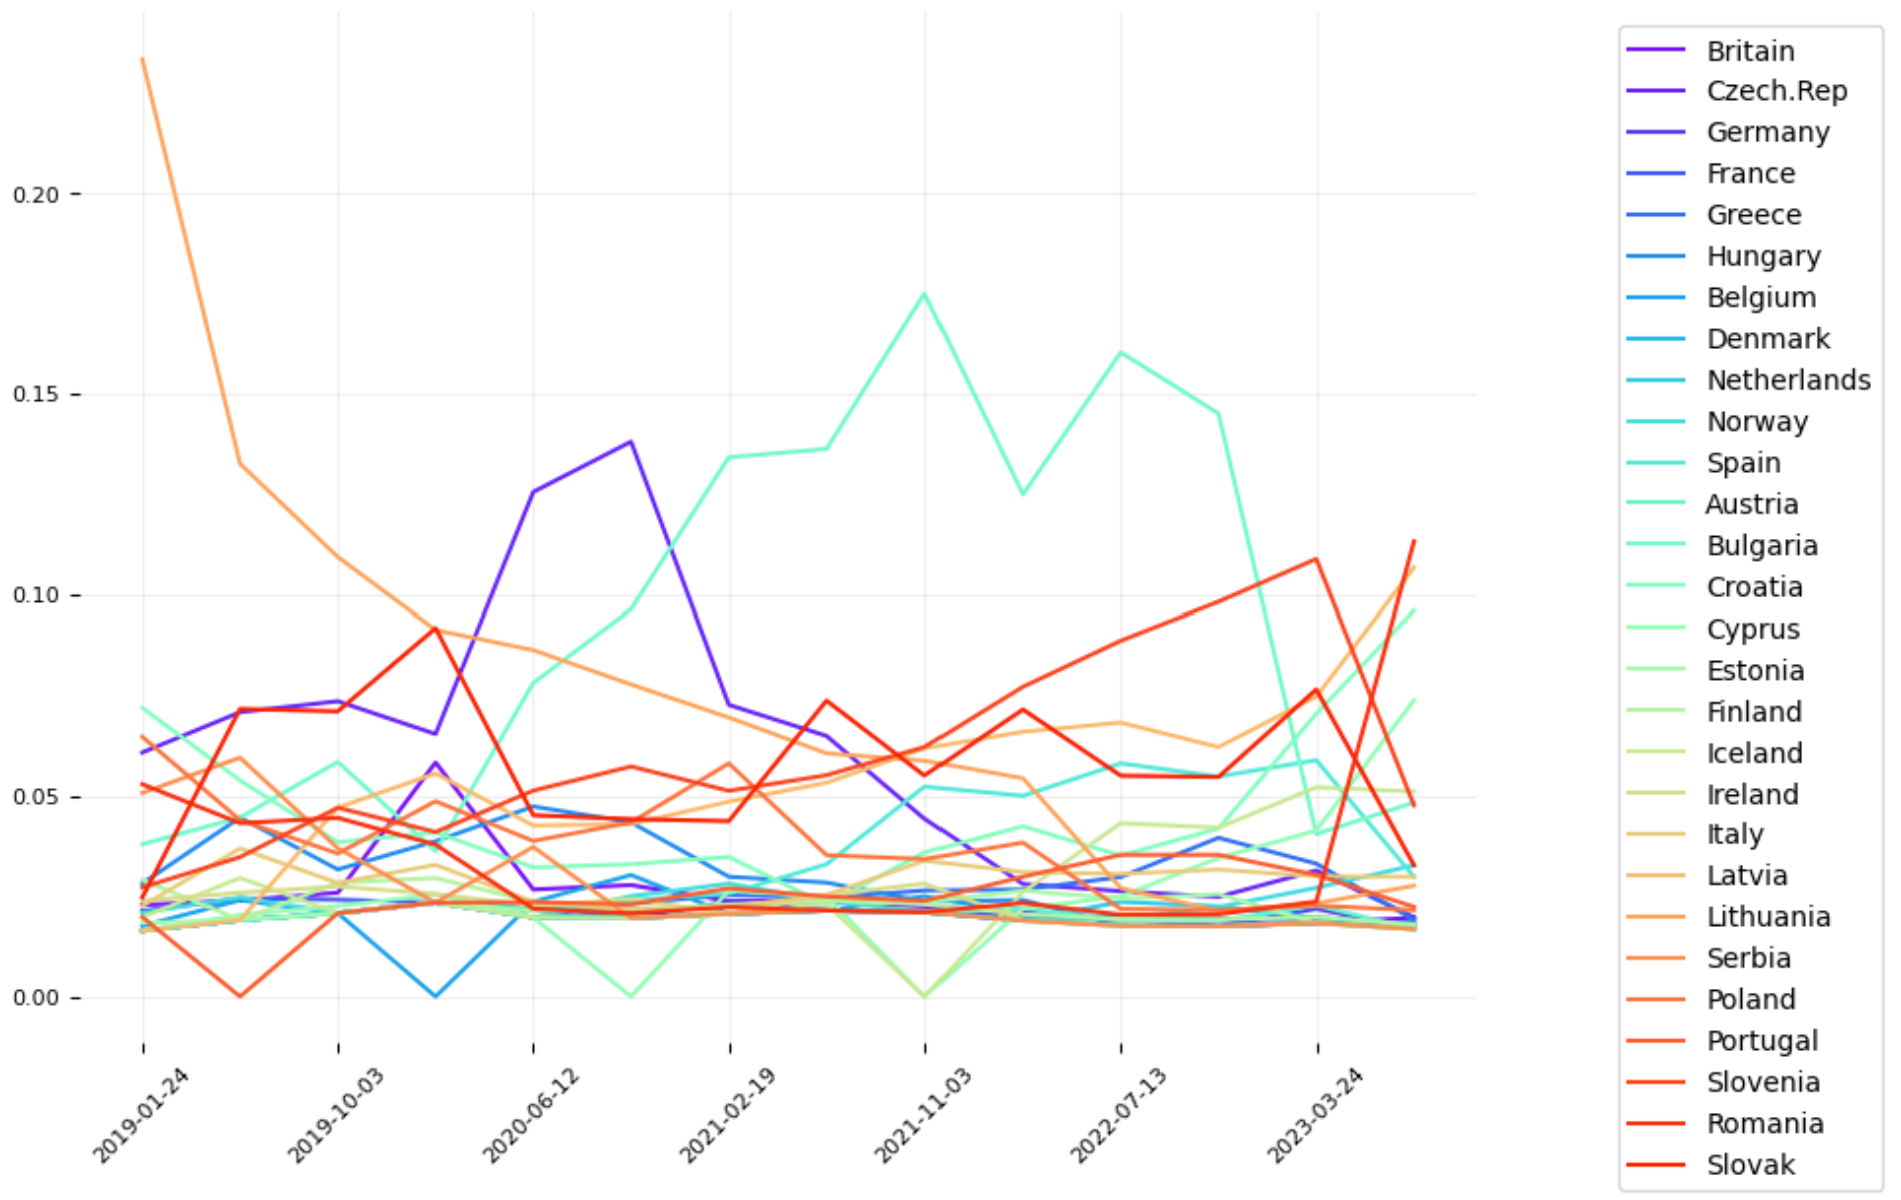 0.20
0.15
0.10
0.05
0.00
2019-01-24
2019-10-03
2020-06-12
2021-02-19
2021-11-03
2022-07-13
2023-03-24
Britain
Czech.Rep
Germany
France
Greece
Hungary
Belgium
Denmark
Netherlands
Norway
Spain
Austria
Bulgaria
Croatia
Cyprus
Estonia
Finland
Iceland
Ireland
Italy
Latvia
Lithuania
Serbia
Poland
Portugal
Slovenia
Romania
Slovak